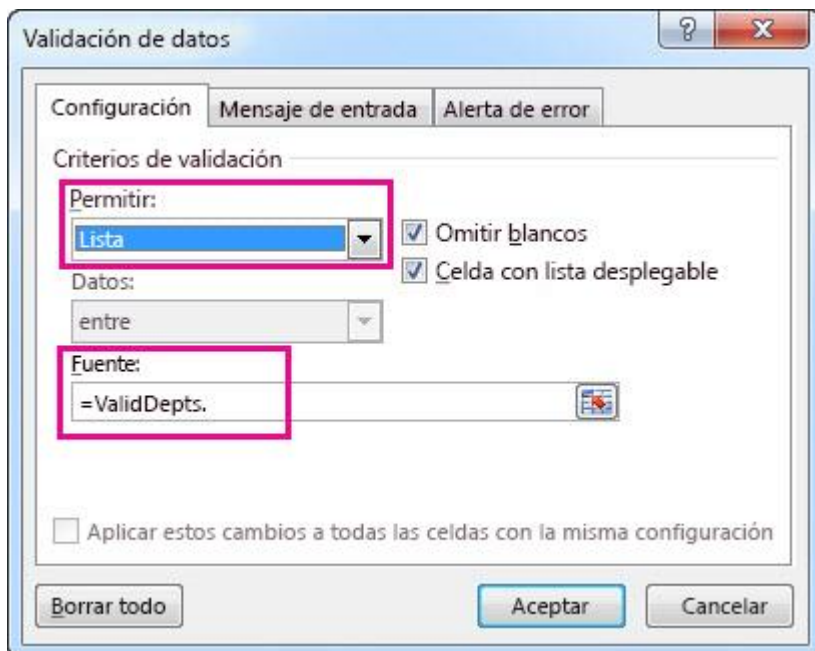 Validación de datos
?
X
Configuración
Mensaje de entrada
Alerta de error
Criterios de validación
Permitir:
Lista
Omitir blancos
Celda con lista desplegable
Datos:
entre
Fuente:
=ValidDepts.
Aplicar estos cambios a todas las celdas con la misma configuración
Borrar todo
Aceptar
Cancelar